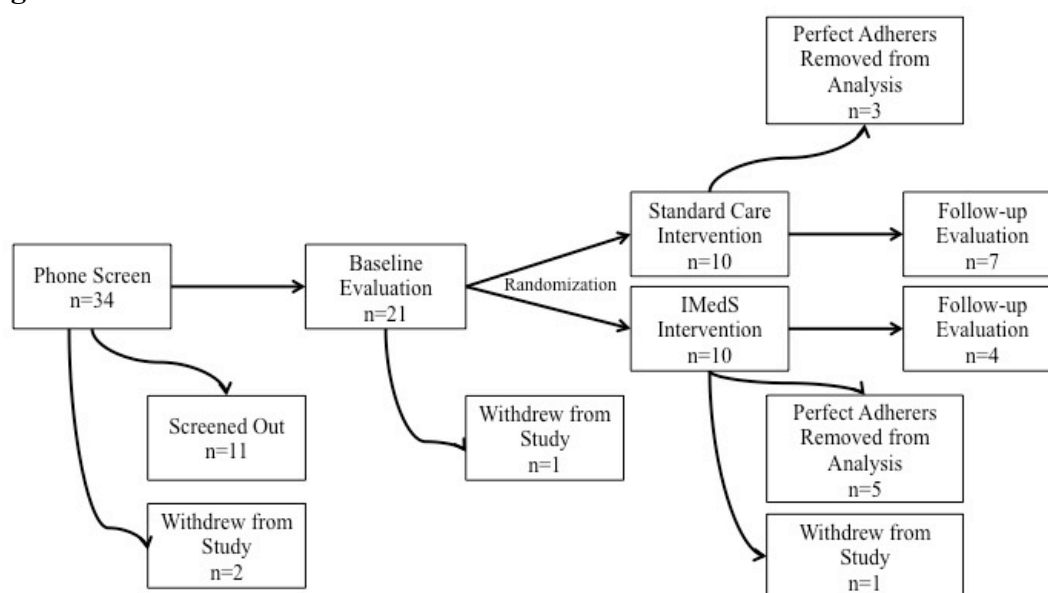 Perfect Adherers
Removed from
Analysis
n=3
Standard Care
Intervention
n=10
Follow-up
Evaluation
n=7
Phone Screen
n=34
Baseline
Evaluation
n=21
Randomization
IMedS
Intervention
n=10
Follow-up
Evaluation
n=4
Screened Out
n=11
Withdrew from
Study
n=1
Perfect Adherers
Removed from
Analysis
n=5
Withdrew from
Study
n=2
Withdrew from
Study
n=1